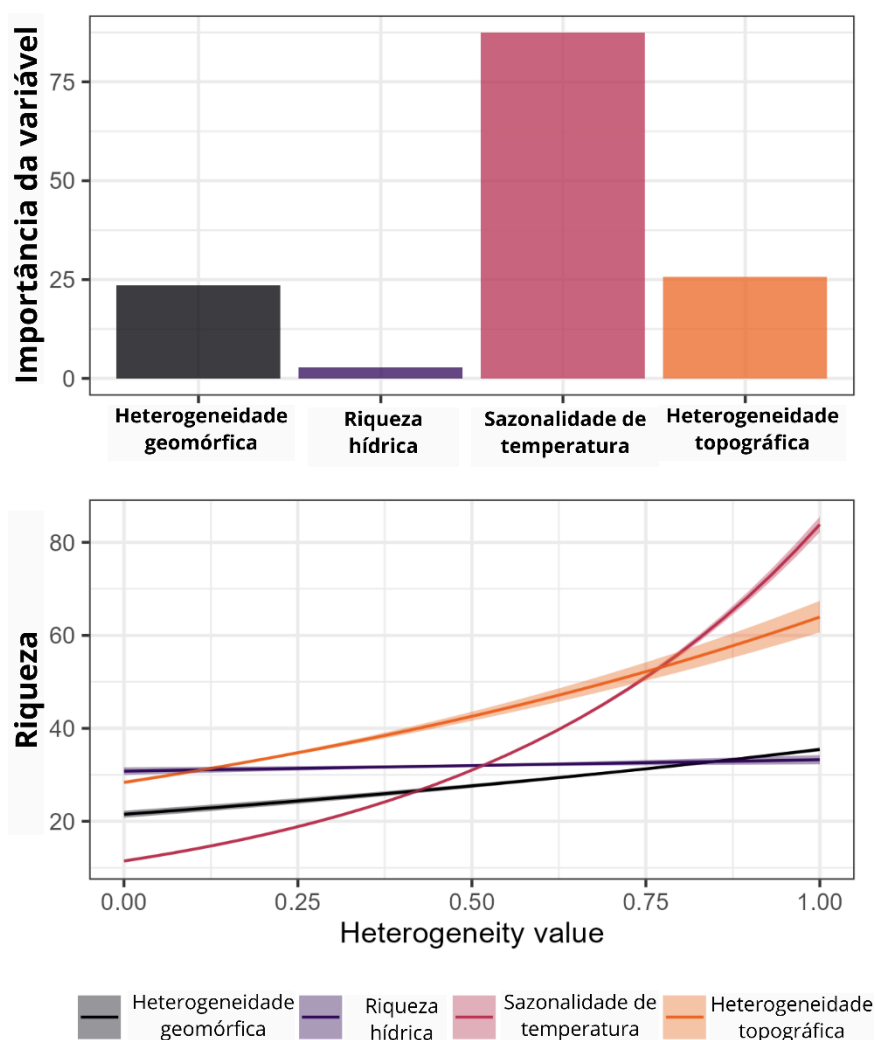 Importância da variável
75
50
25
0
Heterogeneidade
geomórfica
Riqueza
hídrica
Sazonalidade de
temperatura
Heterogeneidade
topográfica
Riqueza
80
60
40
20
0.00
0.25
0.50
0.75
1.00
Heterogeneity value
Heterogeneidade
geomórfica
Riqueza
hídrica
Sazonalidade de
temperatura
Heterogeneidade
topográfica